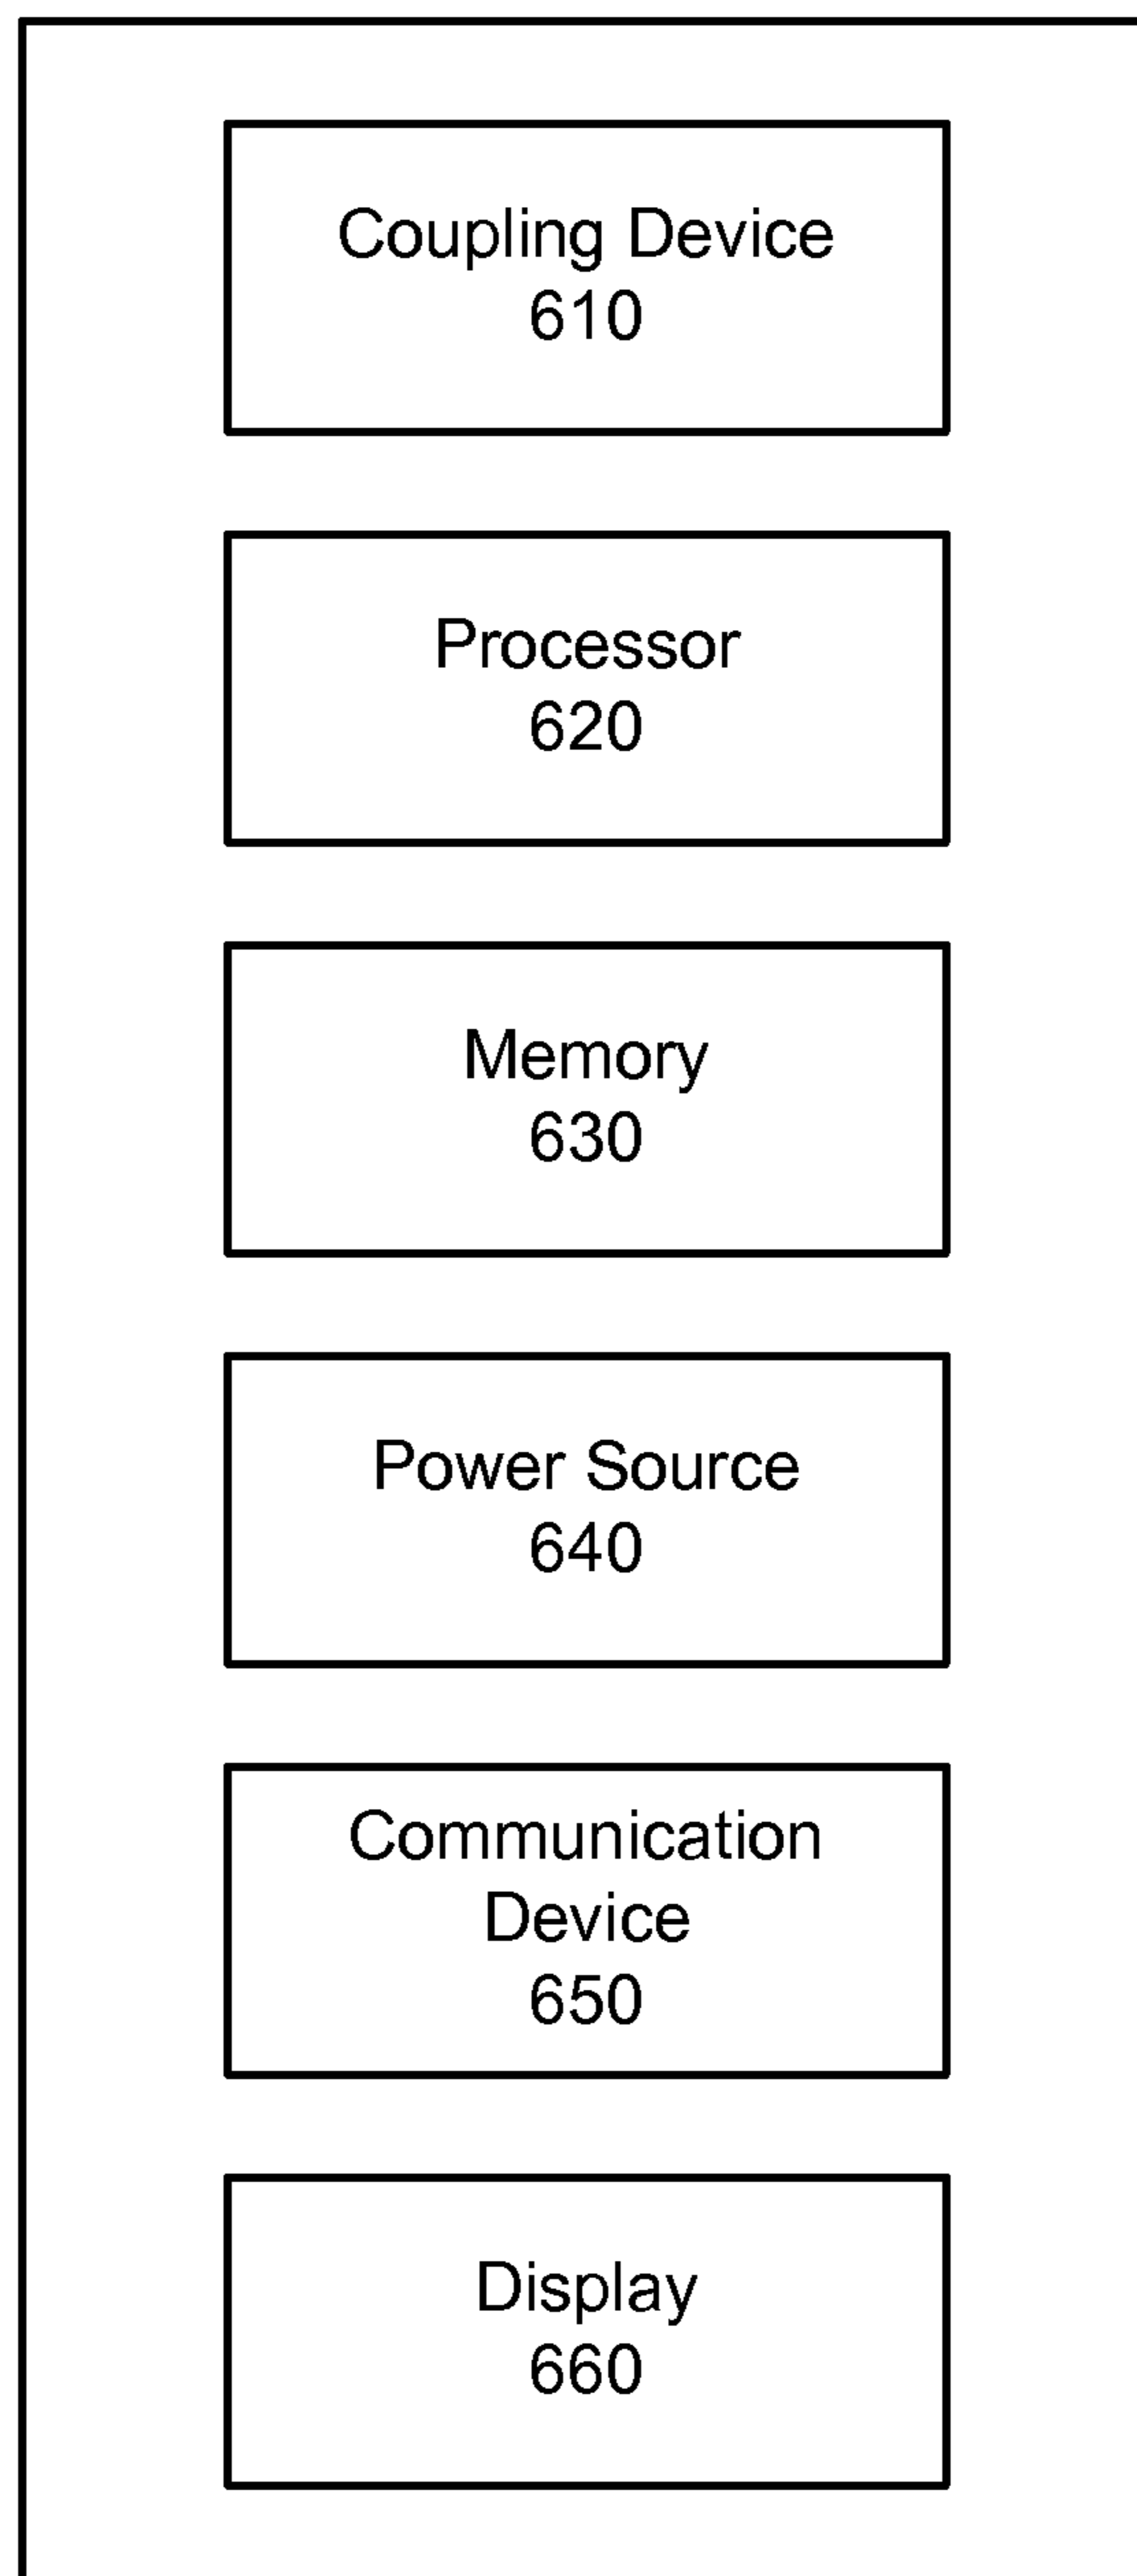 Coupling Device
610
Processor
620
Memory
630
Power Source
640
Communication
Device
650
Display
660